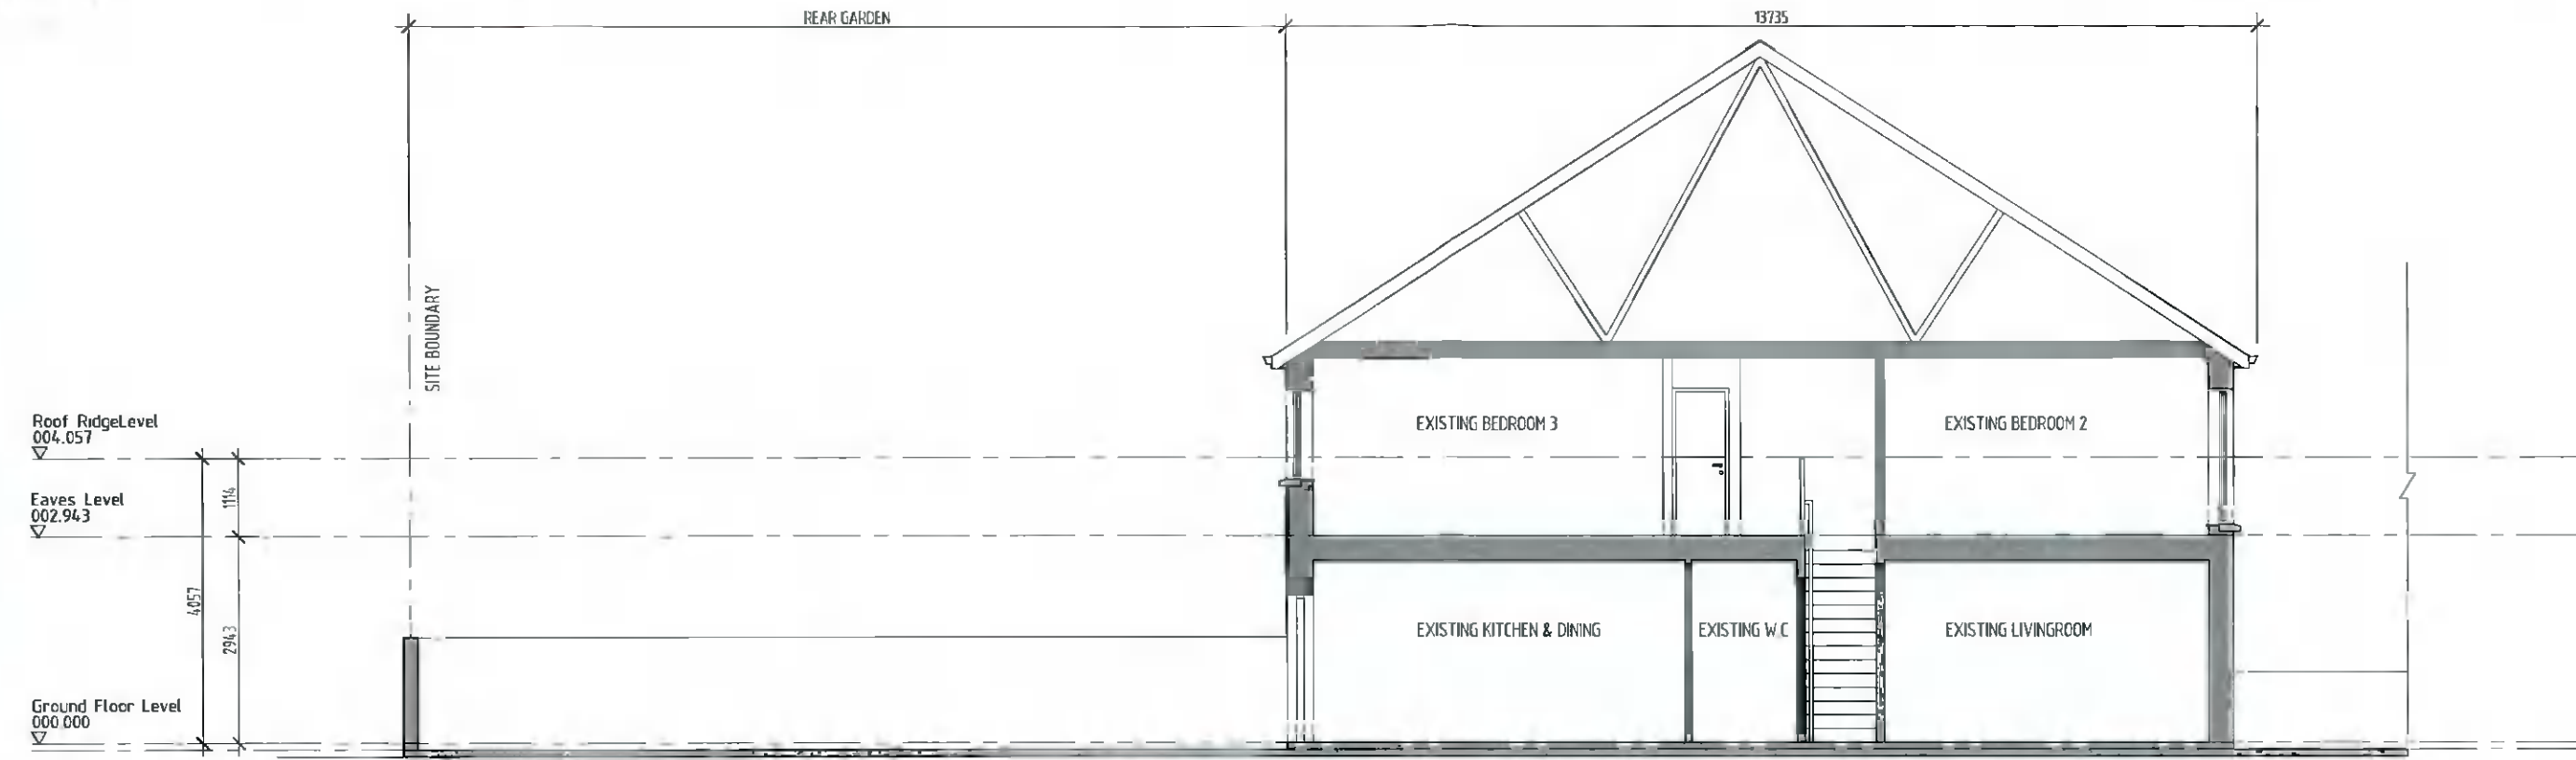 REAR GARDEN
13735
SITE BOUNDARY
Roof RidgeLevel
004.057
EXISTING BEDROOM 3
EXISTING BEDROOM 2
1114
Eaves Level
002.943
4057
2943
EXISTING KITCHEN & DINING
EXISTING W.C
EXISTING LIVINGROOM
Ground Floor Level
000.000